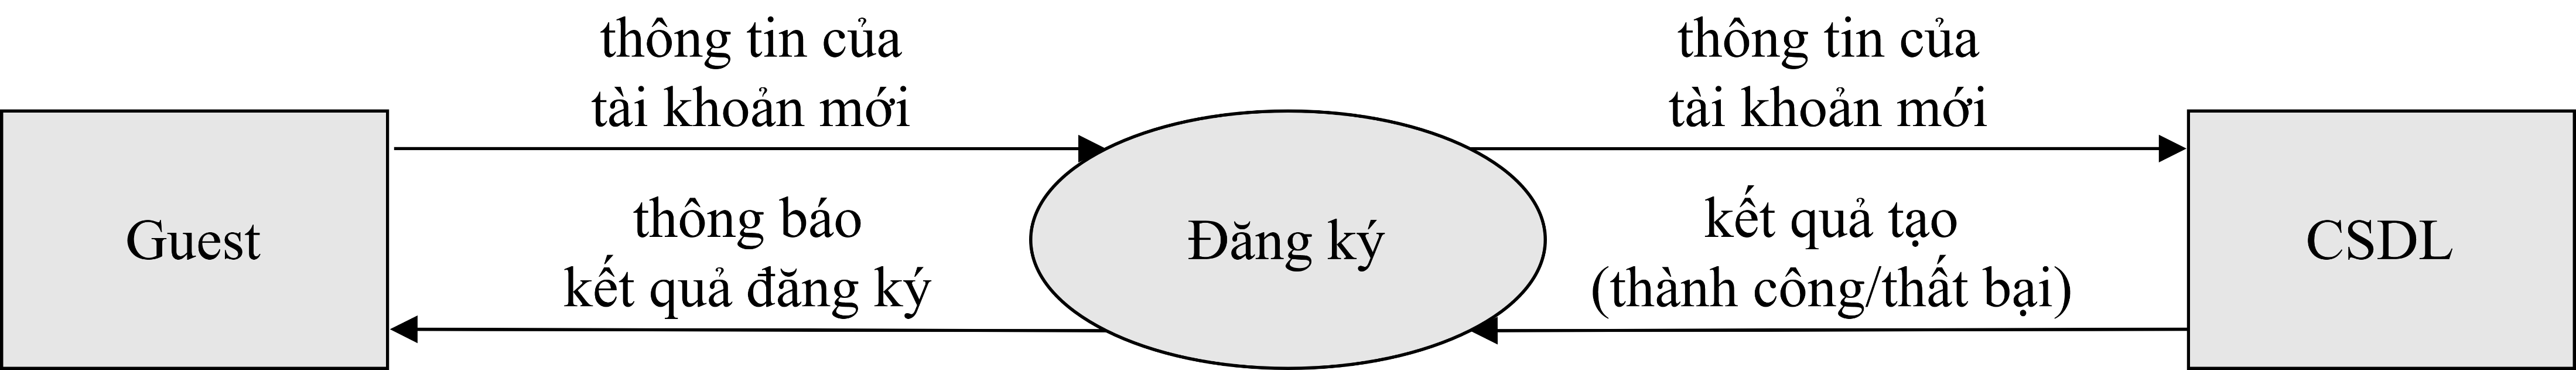 thông tin của
tài khoản mới
thông tin của
tài khoản mới
Guest
thông báo
kết quả đăng ký
Đăng ký
kết quả tạo
(thành công/thất bại)
CSDL